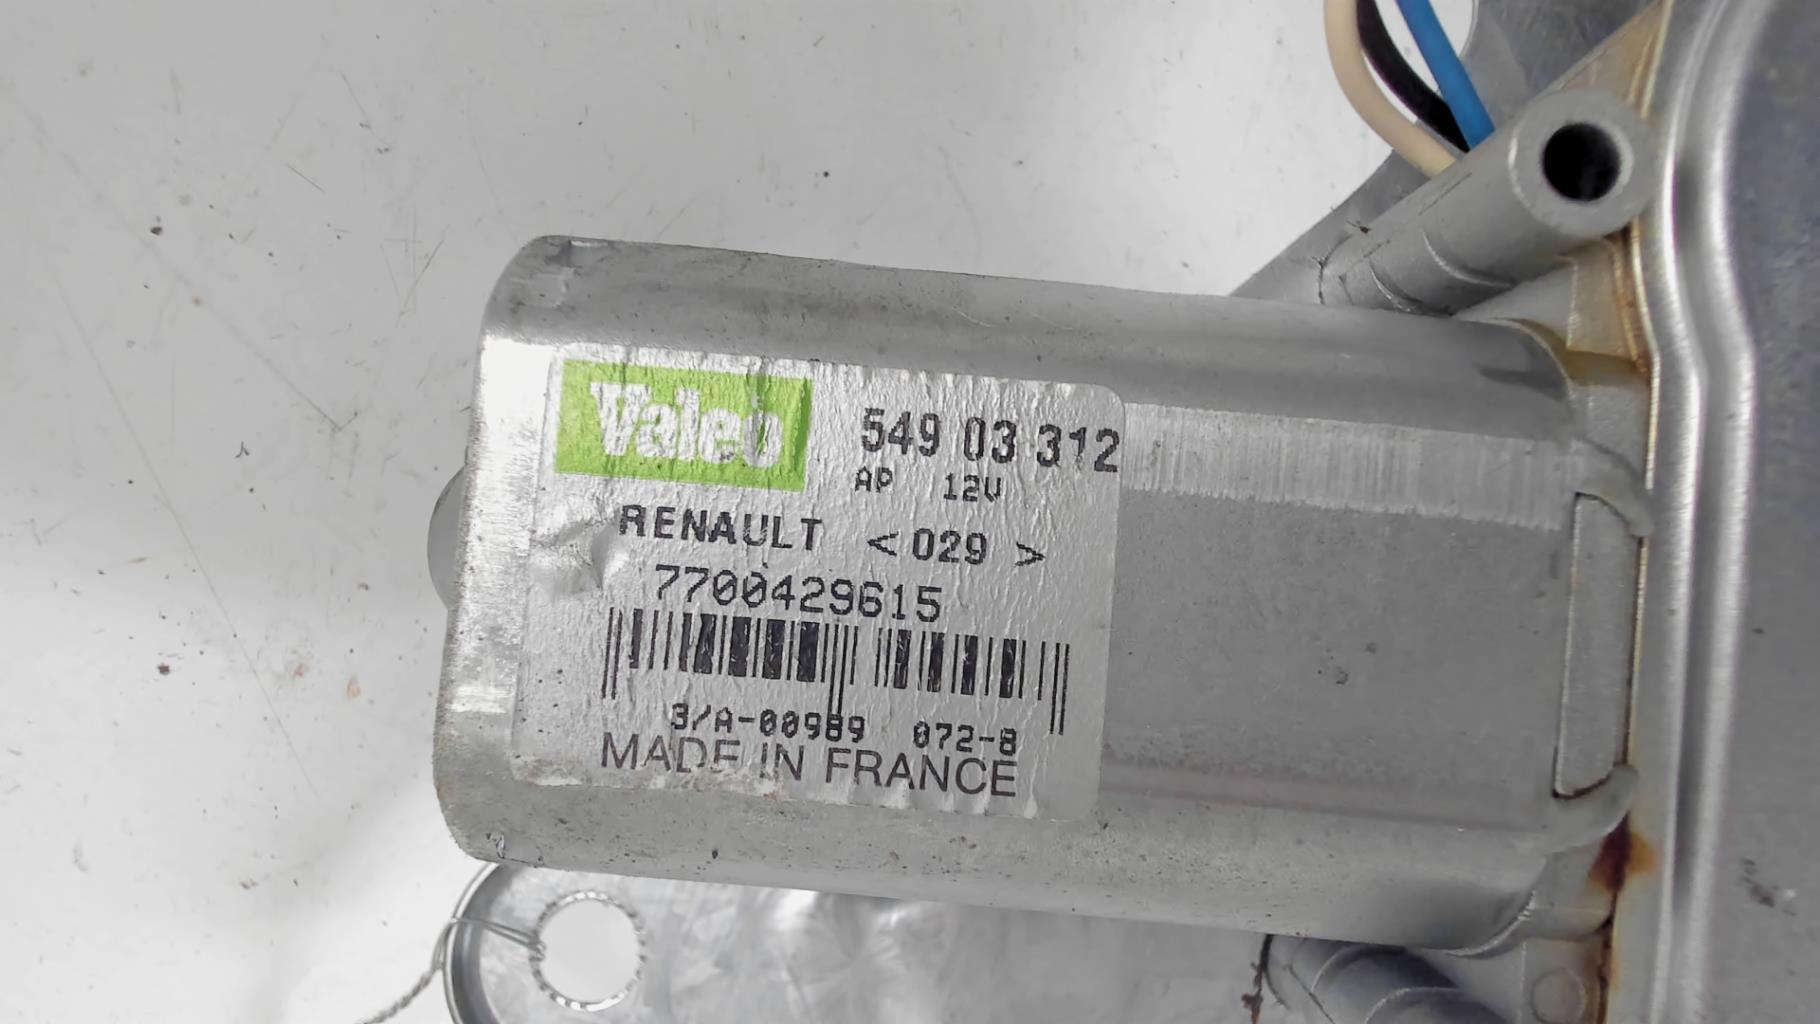 Valeo
549 03 312
AP 12V
RENAULT <029 >
7700429615
3/A-00989 072-8
MADE IN FRANCE